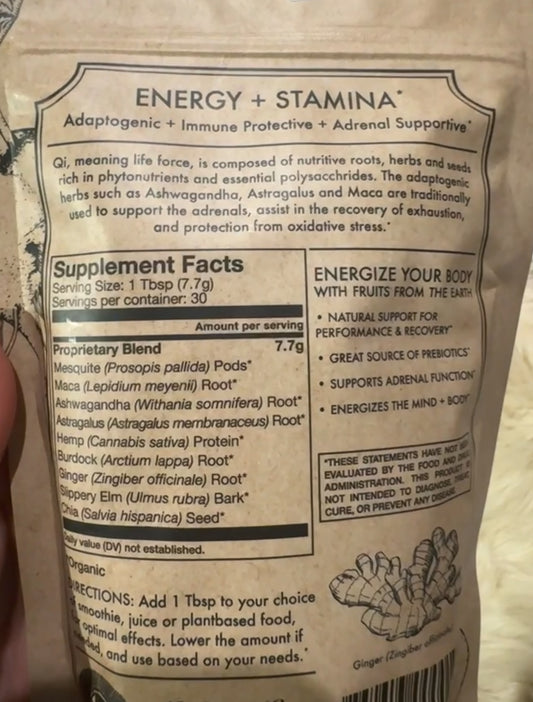 ENERGY + STAMINA*
Adaptogenic + Immune Protective + Adrenal Supportive*
Qi, meaning life force, is composed of nutritive roots, herbs and seeds
rich in phytonutrients and essential polysacchrides. The adaptogenic
herbs such as Ashwagandha, Astragalus and Maca are traditionally
used to support the adrenals, assist in the recovery of exhaustion,
and protection from oxidative stress.*
Supplement Facts
Serving Size: 1 Tbsp (7.7g)
Servings per container: 30
Amount per serving
Proprietary Blend 7.7g
Mesquite (Prosopis pallida) Pods*
Maca (Lepidium meyenii) Root*
Ashwagandha (Withania somnifera) Root*
Astragalus (Astragalus membranaceus) Root*
Hemp (Cannabis sativa) Protein*
Burdock (Arctium lappa) Root*
Ginger (Zingiber officinale) Root*
Slippery Elm (Ulmus rubra) Bark*
Chia (Salvia hispanica) Seed*
Daily value (DV) not established.
*Organic
ENERGIZE YOUR BODY
WITH FRUITS FROM THE EARTH
• NATURAL SUPPORT FOR
PERFORMANCE & RECOVERY*
• GREAT SOURCE OF PREBIOTICS*
• SUPPORTS ADRENAL FUNCTION*
• ENERGIZES THE MIND + BODY*
*THESE STATEMENTS HAVE NOT BEEN
EVALUATED BY THE FOOD AND DRUG
ADMINISTRATION. THIS PRODUCT IS
NOT INTENDED TO DIAGNOSE, TREAT,
CURE, OR PREVENT ANY DISEASE.
DIRECTIONS: Add 1 Tbsp to your choice
of smoothie, juice or plantbased food,
for optimal effects. Lower the amount if
needed, and use based on your needs.*
Ginger (Zingiber officinale)